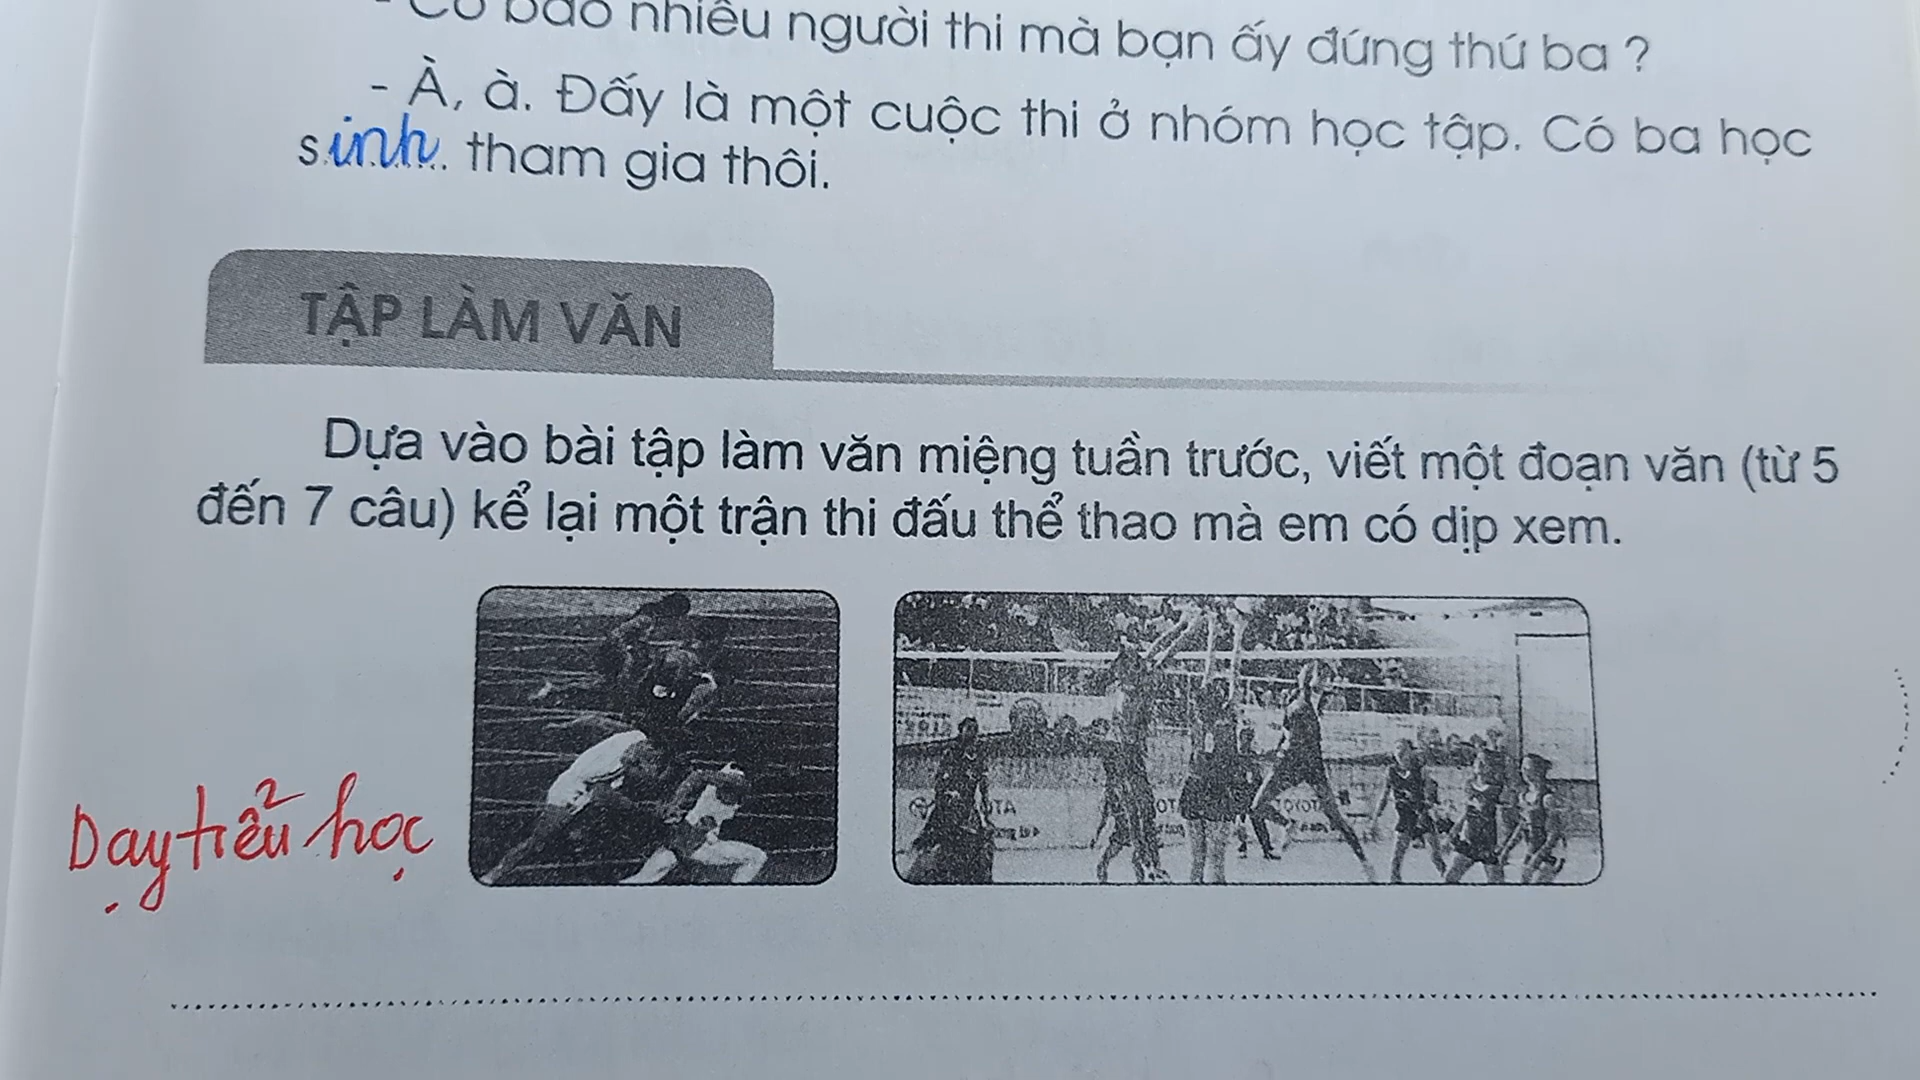 - Có bao nhiêu người thi mà bạn ấy đứng thứ ba ?
- À, à. Đấy là một cuộc thi ở nhóm học tập. Có ba học
sinh tham gia thôi.
TẬP LÀM VĂN
Dựa vào bài tập làm văn miệng tuần trước, viết một đoạn văn (từ 5
đến 7 câu) kể lại một trận thi đấu thể thao mà em có dịp xem.
Dạy tiểu học
TOYOTA